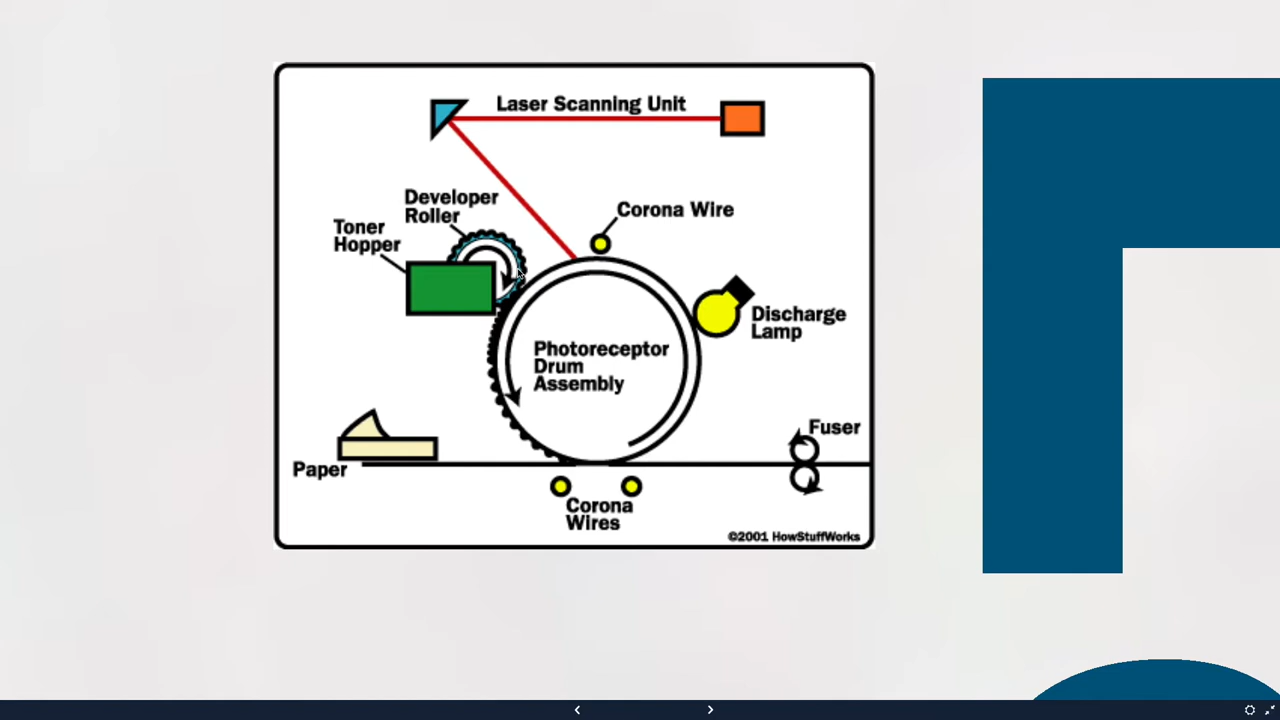 Laser Scanning Unit
Developer
Roller
Corona Wire
Toner
Hopper
Discharge
Lamp
Photoreceptor
Drum
Assembly
Fuser
Paper
Corona
Wires
©2001 HowStuffWorks